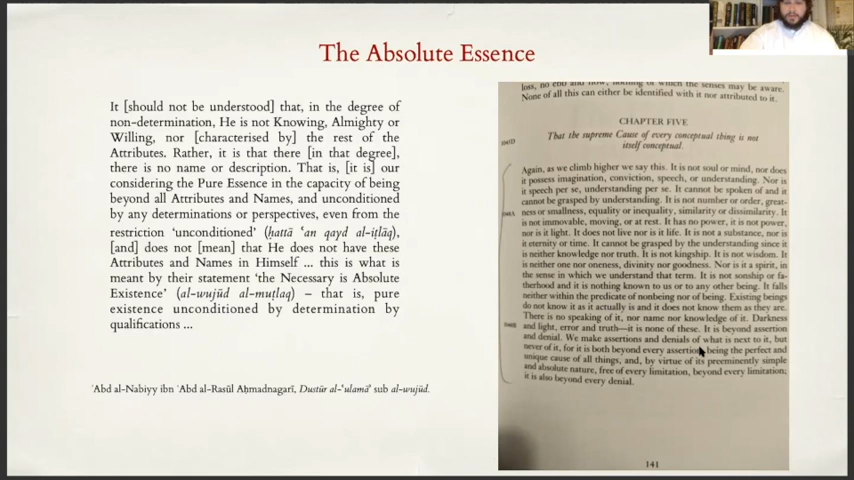 The Absolute Essence
It [should not be understood] that, in the degree of
non-determination, He is not Knowing, Almighty or
Willing, nor [characterised by] the rest of the
Attributes. Rather, it is that there [in that degree],
there is no name or description. That is, [it is] our
considering the Pure Essence in the capacity of being
beyond all Attributes and Names, and unconditioned
by any determinations or perspectives, even from the
restriction ‘unconditioned’ (ḥattā ʿan qayd al-iṭlāq),
[and] does not [mean] that He does not have these
Attributes and Names in Himself ... this is what is
meant by their statement ‘the Necessary is Absolute
Existence’ (al-wujūd al-muṭlaq) – that is, pure
existence unconditioned by determination by
qualifications ...
ʿAbd al-Nabiyy ibn ʿAbd al-Rasūl Aḥmadnagarī, Dustūr al-ʿulamāʾ sub al-wujūd.
loss, no ebb and flow, nothing of which the senses may be aware.
None of all this can either be identified with it nor attributed to it.
CHAPTER FIVE
That the supreme Cause of every conceptual thing is not
itself conceptual.
1045D
Again, as we climb higher we say this. It is not soul or mind, nor does
it possess imagination, conviction, speech, or understanding. Nor is
it speech per se, understanding per se. It cannot be spoken of and it
cannot be grasped by understanding. It is not number or order, great-
1048A
ness or smallness, equality or inequality, similarity or dissimilarity. It
is not immovable, moving, or at rest. It has no power, it is not power,
nor is it light. It does not live nor is it life. It is not a substance, nor is
it eternity or time. It cannot be grasped by the understanding since it
is neither knowledge nor truth. It is not kingship. It is not wisdom. It
is neither one nor oneness, divinity nor goodness. Nor is it a spirit, in
the sense in which we understand that term. It is not sonship or fa-
therhood and it is nothing known to us or to any other being. It falls
neither within the predicate of nonbeing nor of being. Existing beings
do not know it as it actually is and it does not know them as they are.
There is no speaking of it, nor name nor knowledge of it. Darkness
1048B
and light, error and truth—it is none of these. It is beyond assertion
and denial. We make assertions and denials of what is next to it, but
never of it, for it is both beyond every assertion, being the perfect and
unique cause of all things, and, by virtue of its preeminently simple
and absolute nature, free of every limitation, beyond every limitation;
it is also beyond every denial.
141